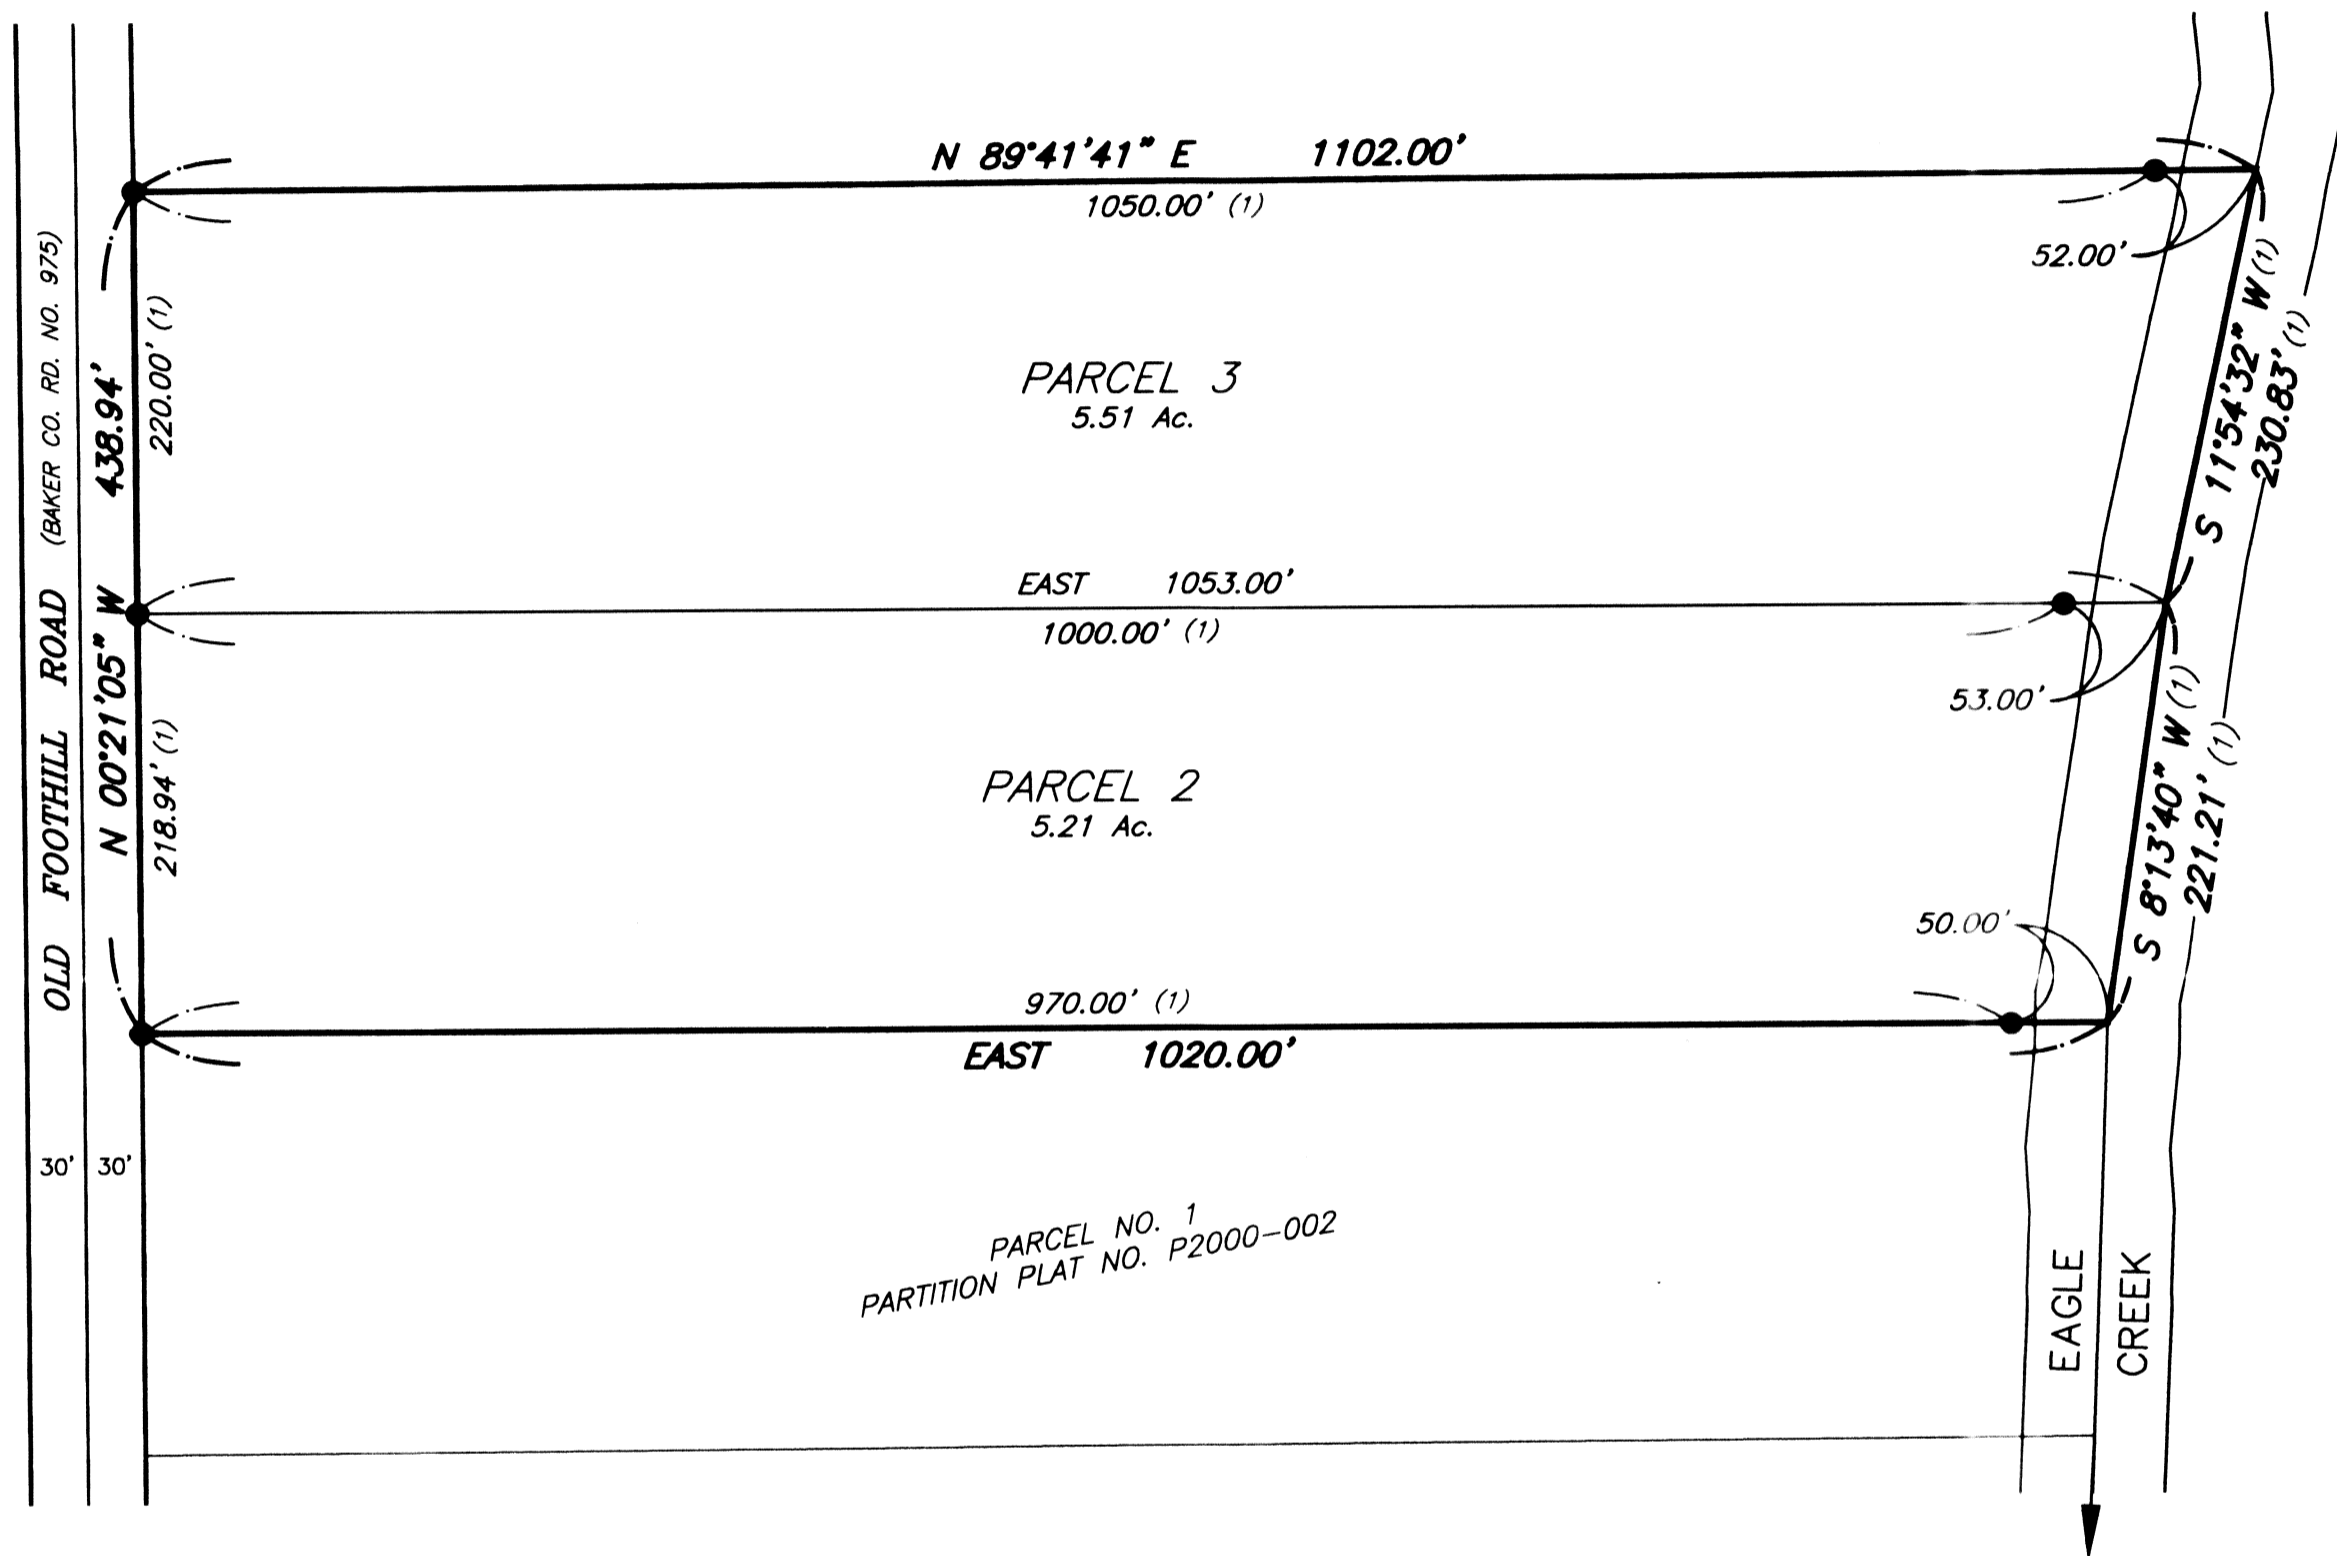 N 89°41'41" E 1102.00'
1050.00' (1)
52.00'
OLD FOOTHILL ROAD (BAKER CO. RD. NO. 975)
N 00°21'05" W 438.94'
220.00' (1)
S 11°54'32" W (1)
230.83' (1)
PARCEL 3
5.51 Ac.
EAST 1053.00'
1000.00' (1)
53.00'
218.94' (1)
S 8°13'40" W (1)
221.21' (1)
PARCEL 2
5.21 Ac.
50.00'
970.00' (1)
EAST 1020.00'
30' 30'
PARCEL NO. 1
PARTITION PLAT NO. P2000-002
EAGLE
CREEK